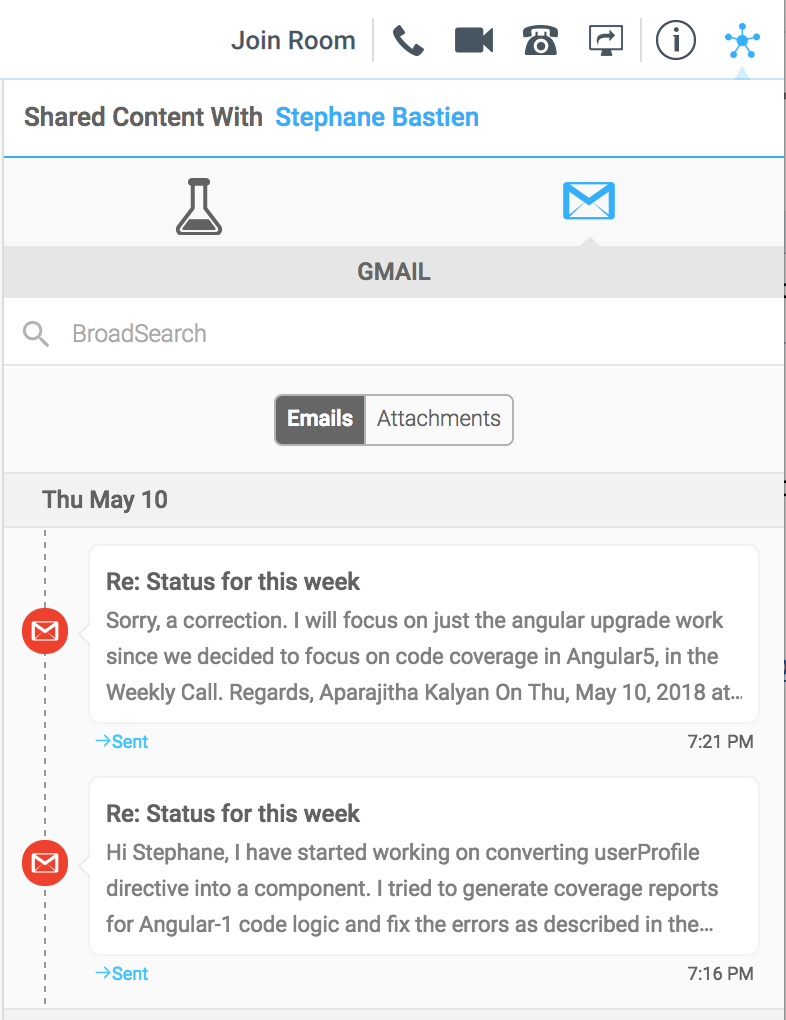 Join Room
Shared Content With Stephane Bastien
GMAIL
BroadSearch
Emails Attachments
Thu May 10
Re: Status for this week
Sorry, a correction. I will focus on just the angular upgrade work
since we decided to focus on code coverage in Angular5, in the
Weekly Call. Regards, Aparajitha Kalyan On Thu, May 10, 2018 at...
→Sent 7:21 PM
Re: Status for this week
Hi Stephane, I have started working on converting userProfile
directive into a component. I tried to generate coverage reports
for Angular-1 code logic and fix the errors as described in the...
→Sent 7:16 PM